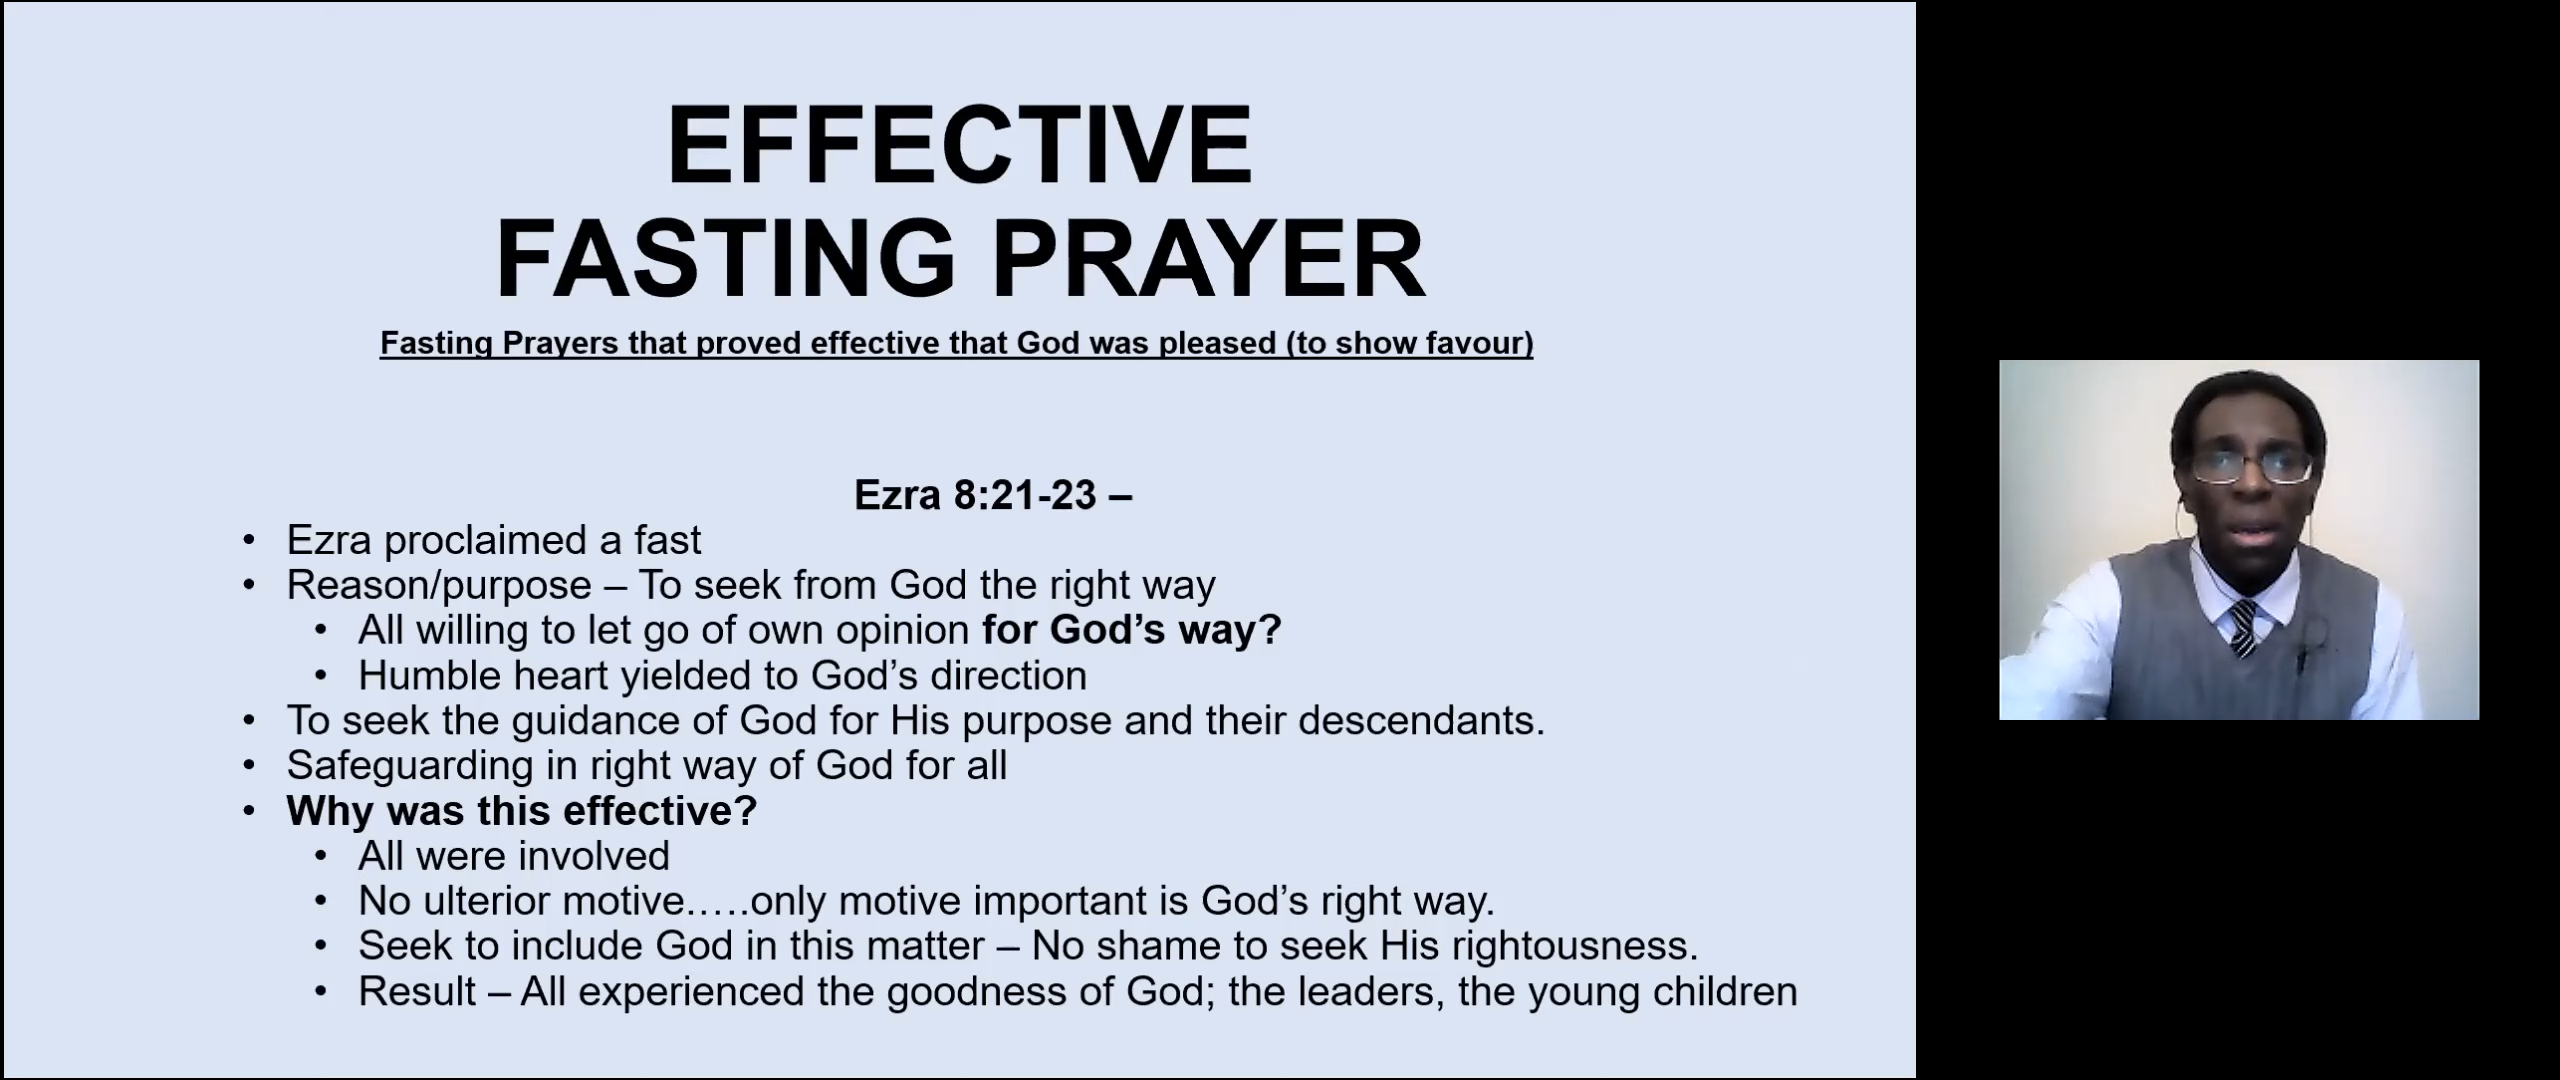 EFFECTIVE
FASTING PRAYER
Fasting Prayers that proved effective that God was pleased (to show favour)
Ezra 8:21-23 –
• Ezra proclaimed a fast
• Reason/purpose – To seek from God the right way
• All willing to let go of own opinion for God’s way?
• Humble heart yielded to God’s direction
• To seek the guidance of God for His purpose and their descendants.
• Safeguarding in right way of God for all
• Why was this effective?
• All were involved
• No ulterior motive…..only motive important is God’s right way.
• Seek to include God in this matter – No shame to seek His rightousness.
• Result – All experienced the goodness of God; the leaders, the young children